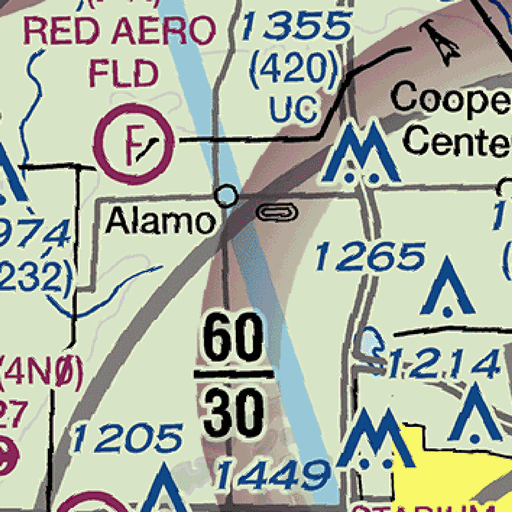 RED AERO
FLD
1355
(420)
UC
F
Coope
Cente
Alamo
974
232)
1265
1
(
60
30
(4NØ)
27
C
1214
1205
1449
STADIUM